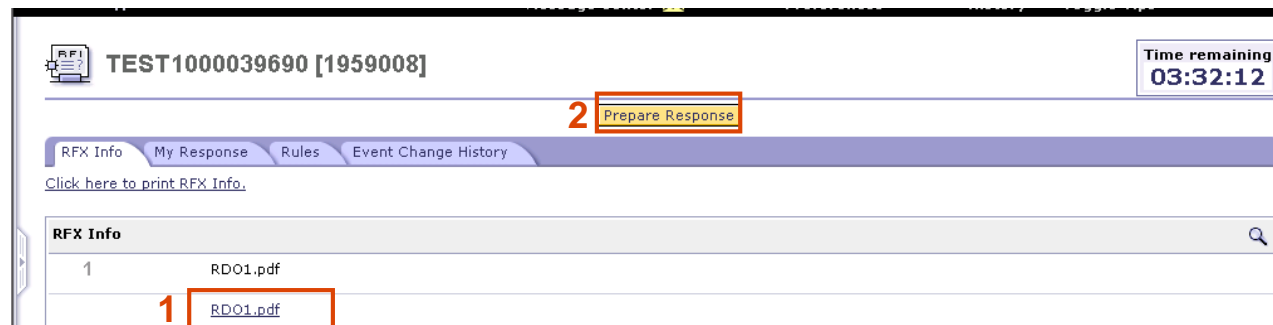 RFI
TEST1000039690 [1959008]
Time remaining
03:32:12
2 Prepare Response
RFX Info My Response Rules Event Change History
Click here to print RFX Info.
RFX Info
1 RDO1.pdf
1 RDO1.pdf